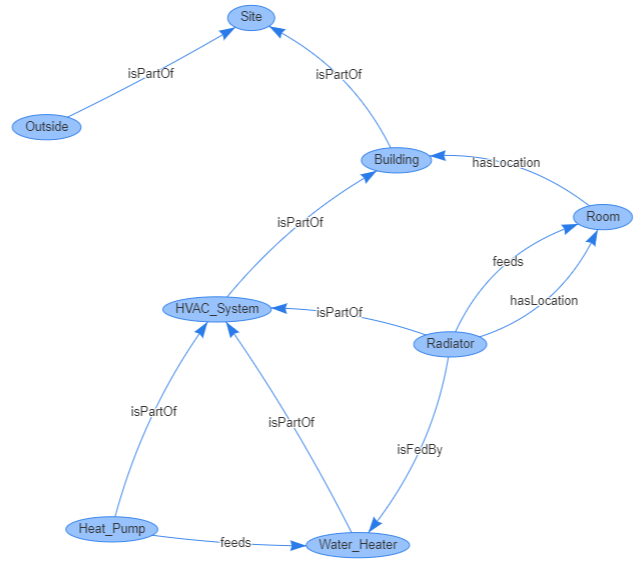 Site
isPartOf
isPartOf
Outside
Building
hasLocation
Room
isPartOf
feeds
hasLocation
HVAC_System
isPartOf
Radiator
isPartOf
isPartOf
isFedBy
Heat_Pump
feeds
Water_Heater